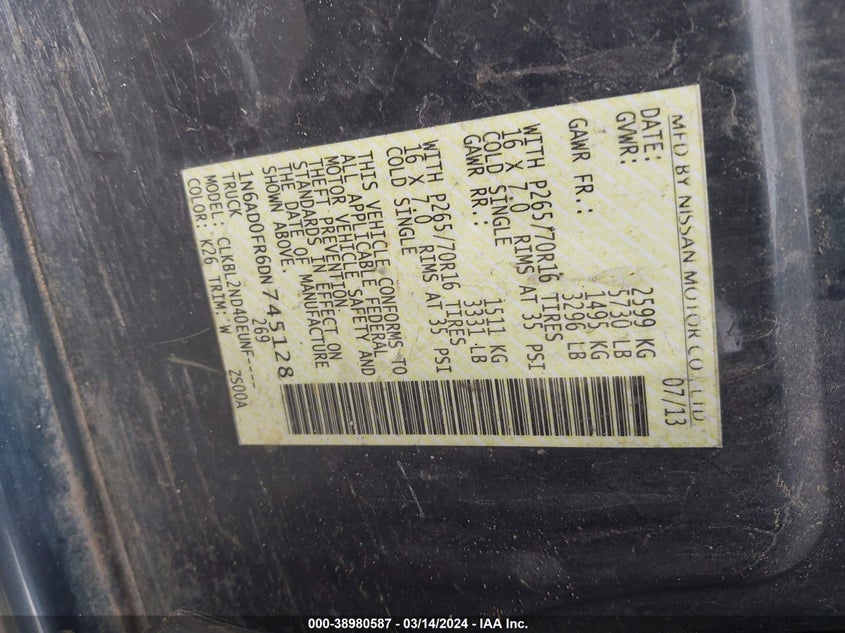 MFD BY NISSAN MOTOR CO., LTD
DATE: 07/13
GVWR: 2599 KG
5730 LB
GAWR FR.: 1495 KG
3296 LB
WITH P265/70R16 TIRES
16 X 7.0 RIMS AT 35 PSI
COLD SINGLE
GAWR RR.: 1511 KG
3331 LB
WITH P265/70R16 TIRES
16 X 7.0 RIMS AT 35 PSI
COLD SINGLE
THIS VEHICLE CONFORMS TO
ALL APPLICABLE FEDERAL
MOTOR VEHICLE SAFETY AND
THEFT PREVENTION
STANDARDS IN EFFECT ON
THE DATE OF MANUFACTURE
SHOWN ABOVE.
1N6AD0FR6DN745128
TRUCK 269
MODEL: CLKBL2ND40EUNF----
COLOR: K26 TRIM: W ZS00A
000-38980587 - 03/14/2024 - IAA Inc.